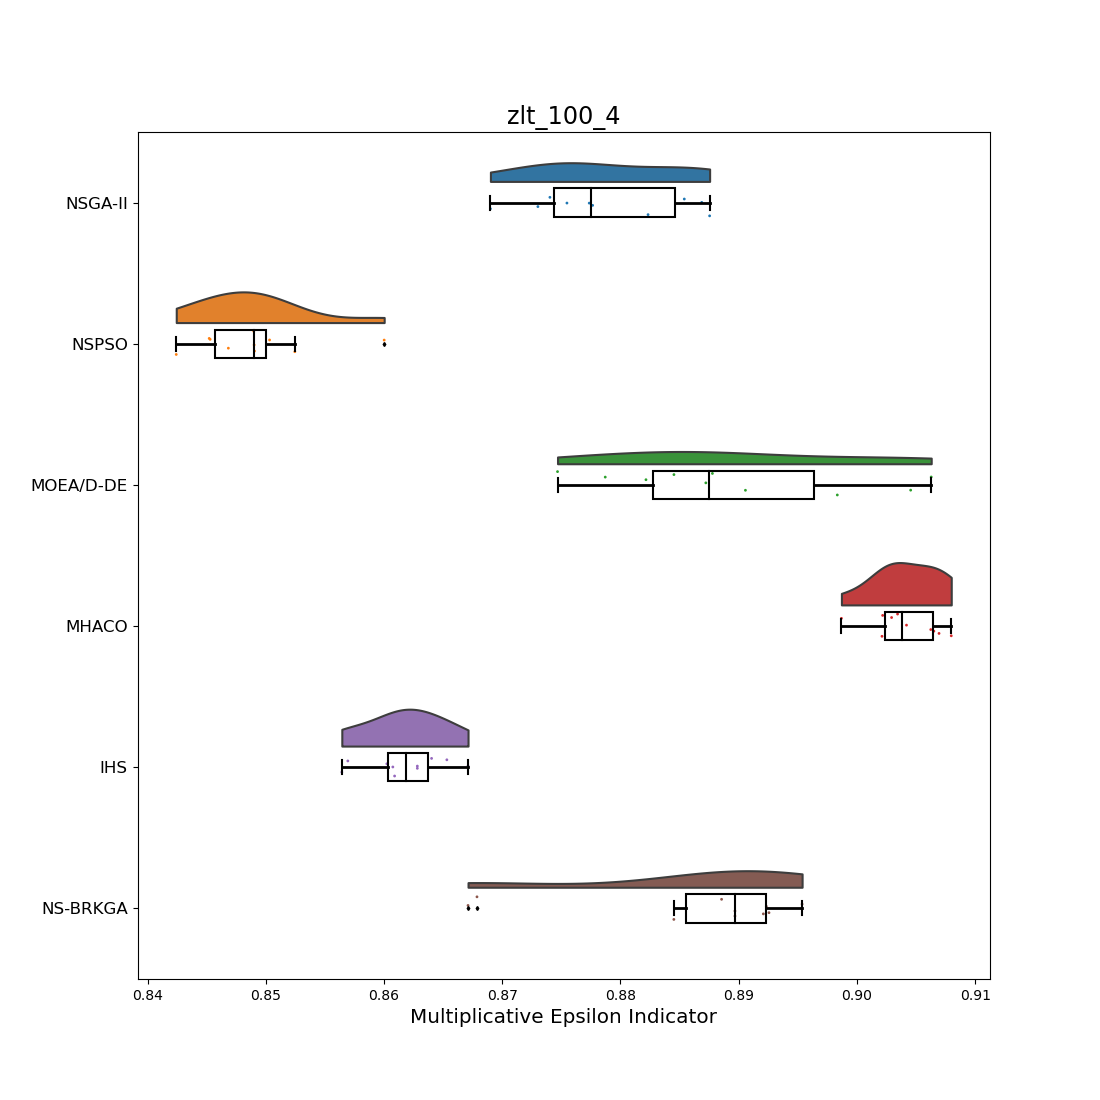 zlt_100_4
NSGA-II
NSPSO
MOEA/D-DE
MHACO
IHS
NS-BRKGA
0.84 0.85 0.86 0.87 0.88 0.89 0.90 0.91
Multiplicative Epsilon Indicator